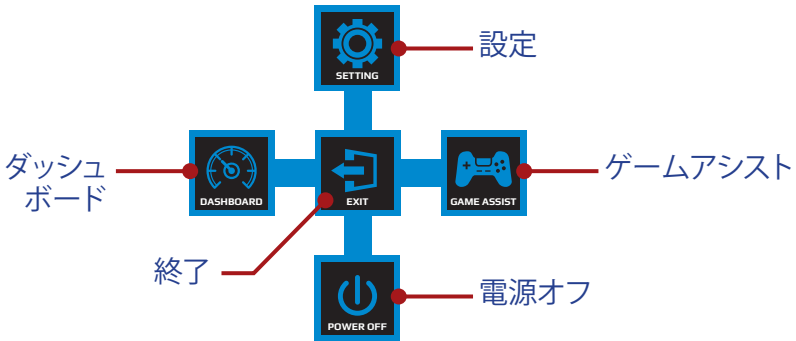 設定
SETTING
ダッシュ
ボード
DASHBOARD
EXIT
GAME ASSIST
ゲームアシスト
終了
電源オフ
POWER OFF